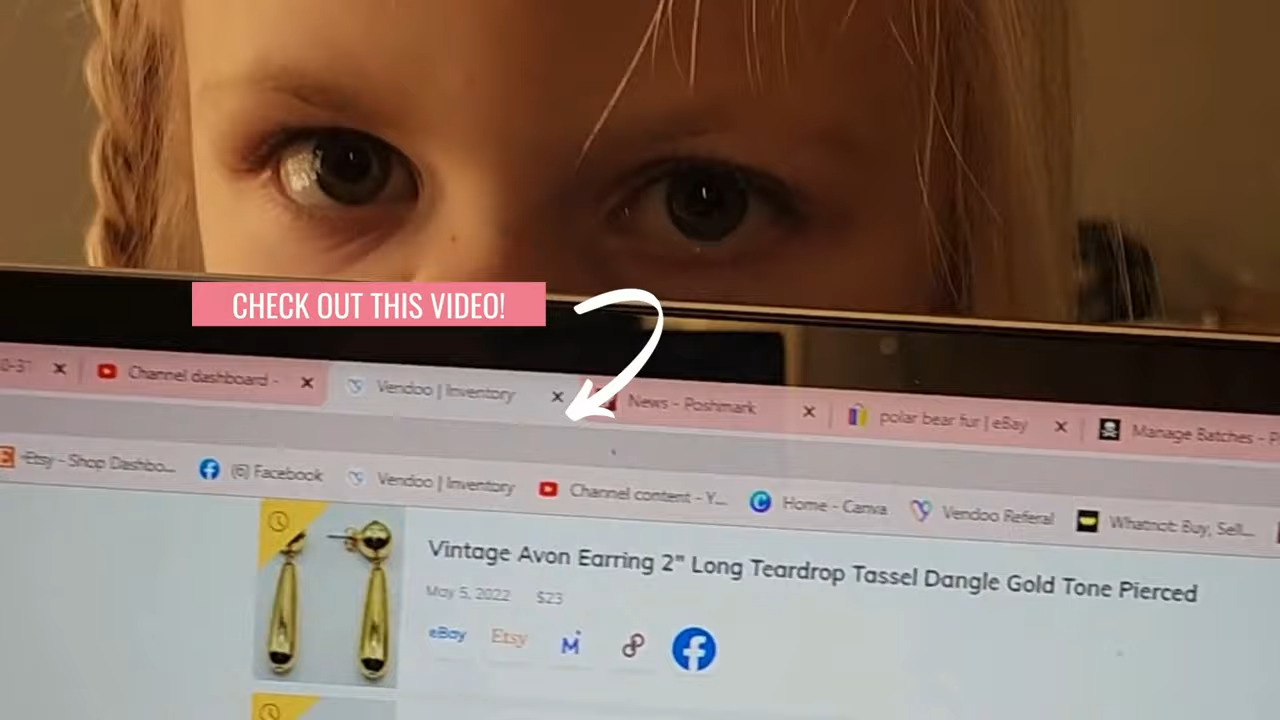 CHECK OUT THIS VIDEO!
Channel dashboard -
Vendoo | Inventory
News - Poshmark
polar bear fur | eBay
Manage Batches - P
Etsy - Shop Dashbo...
(6) Facebook
Vendoo | Inventory
Channel content - Y...
Home - Canva
Vendoo Referal
Whatnot: Buy, Sell...
Vintage Avon Earring 2" Long Teardrop Tassel Dangle Gold Tone Pierced
May 5, 2022 $23
eBay Etsy